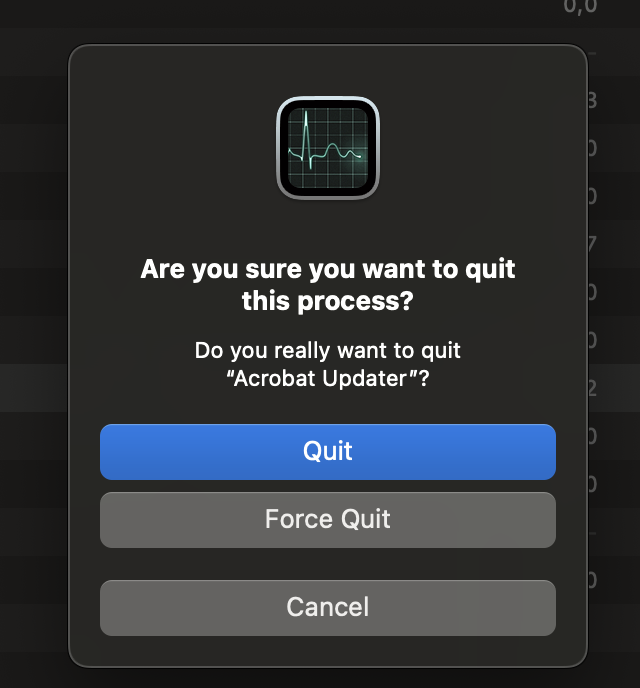 0,0
Are you sure you want to quit
this process?
Do you really want to quit
“Acrobat Updater”?
Quit
Force Quit
Cancel